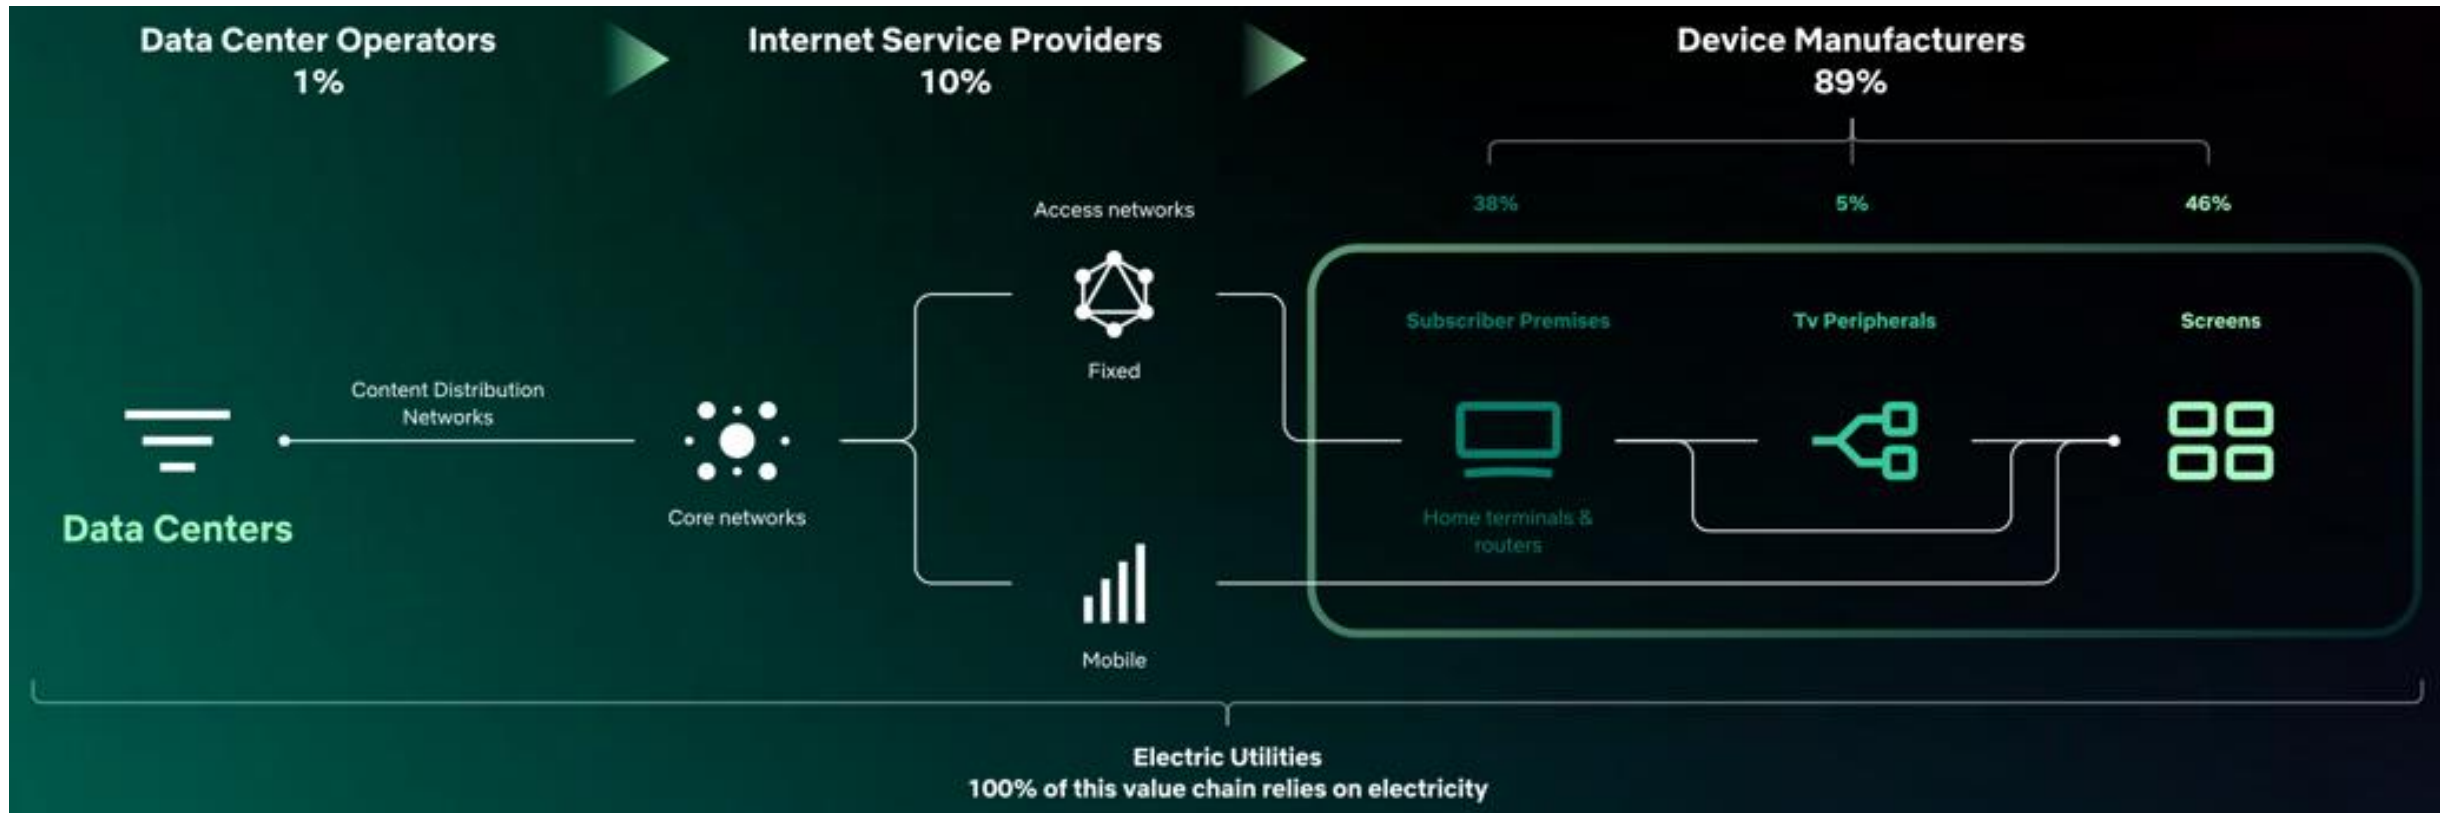 Data Center Operators
1%
Internet Service Providers
10%
Device Manufacturers
89%
38%
5%
46%
Access networks
Fixed
Subscriber Premises
Tv Peripherals
Screens
Content Distribution
Networks
Data Centers
Core networks
Home terminals &
routers
Mobile
Electric Utilities
100% of this value chain relies on electricity